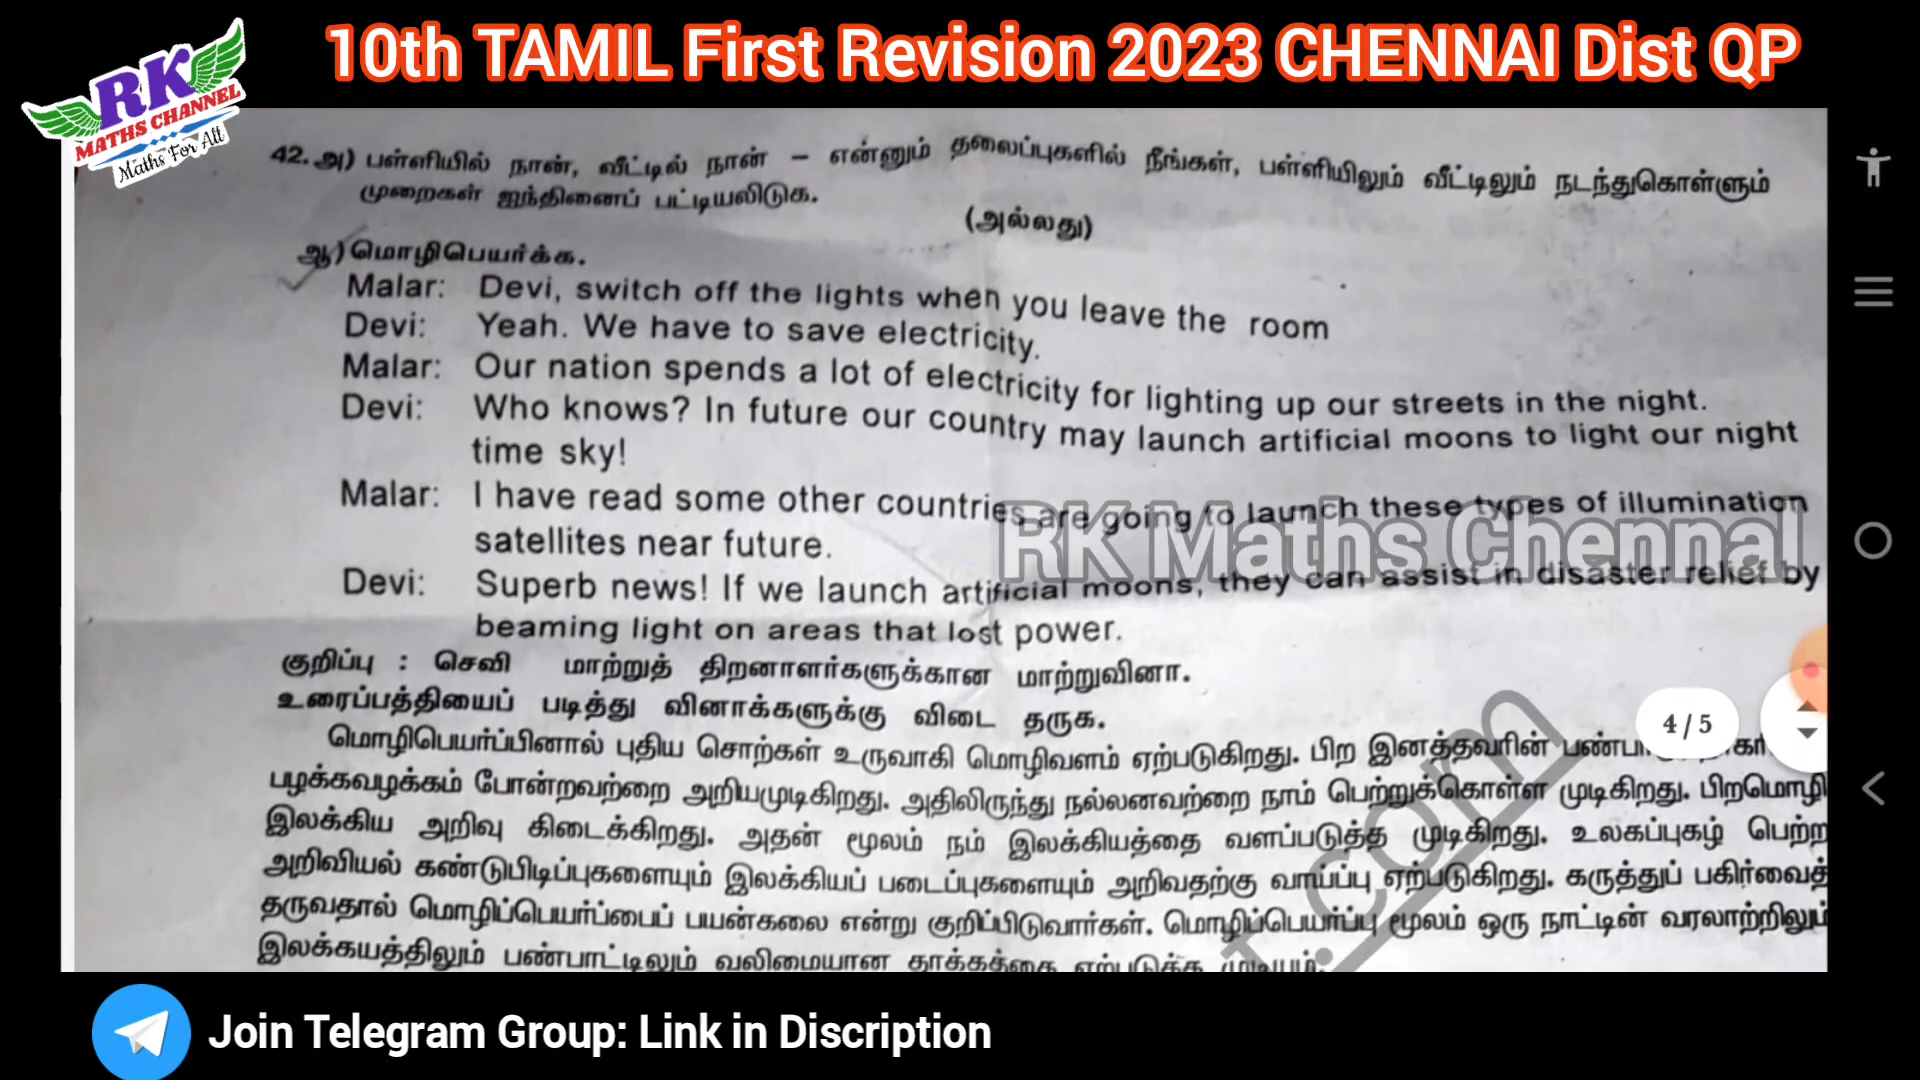 10th TAMIL First Revision 2023 CHENNAI Dist QP
RK
MATHS CHANNEL
Maths For All
42. அ) பள்ளியில் நான், வீட்டில் நான் – என்னும் தலைப்புகளில் நீங்கள், பள்ளியிலும் வீட்டிலும் நடந்துகொள்ளும்
முறைகள் ஐந்தினைப் பட்டியலிடுக.
(அல்லது)
ஆ) மொழிபெயர்க்க.
Malar: Devi, switch off the lights when you leave the room
Devi: Yeah. We have to save electricity.
Malar: Our nation spends a lot of electricity for lighting up our streets in the night.
Devi: Who knows? In future our country may launch artificial moons to light our night
time sky!
Malar: I have read some other countries are going to launch these types of illumination
satellites near future.
RK Maths Chennal
Devi: Superb news! If we launch artificial moons, they can assist in disaster relief by
beaming light on areas that lost power.
குறிப்பு : செவி மாற்றுத் திறனாளர்களுக்கான மாற்றுவினா.
உரைப்பத்தியைப் படித்து வினாக்களுக்கு விடை தருக.
4 / 5
மொழிபெயர்ப்பினால் புதிய சொற்கள் உருவாகி மொழிவளம் ஏற்படுகிறது. பிற இனத்தவரின்
பழக்கவழக்கம் போன்றவற்றை அறியமுடிகிறது. அதிலிருந்து நல்லனவற்றை நாம் பெற்றுக்கொள்ள முடிகிறது. பிறமொழி
இலக்கிய அறிவு கிடைக்கிறது. அதன் மூலம் நம் இலக்கியத்தை வளப்படுத்த முடிகிறது. உலகப்புகழ் பெற்ற
அறிவியல் கண்டுபிடிப்புகளையும் இலக்கியப் படைப்புகளையும் அறிவதற்கு வாய்ப்பு ஏற்படுகிறது. கருத்துப் பகிர்வைத்
தருவதால் மொழிப்பெயர்ப்பைப் பயன்கலை என்று குறிப்பிடுவார்கள். மொழிப்பெயர்ப்பு மூலம் ஒரு நாட்டின் வரலாற்றிலும்
இலக்கயத்திலும் பண்பாட்டிலும் வலிமையான தாக்கத்தை ஏற்படுத்த முடியும்.
.com
Join Telegram Group: Link in Discription